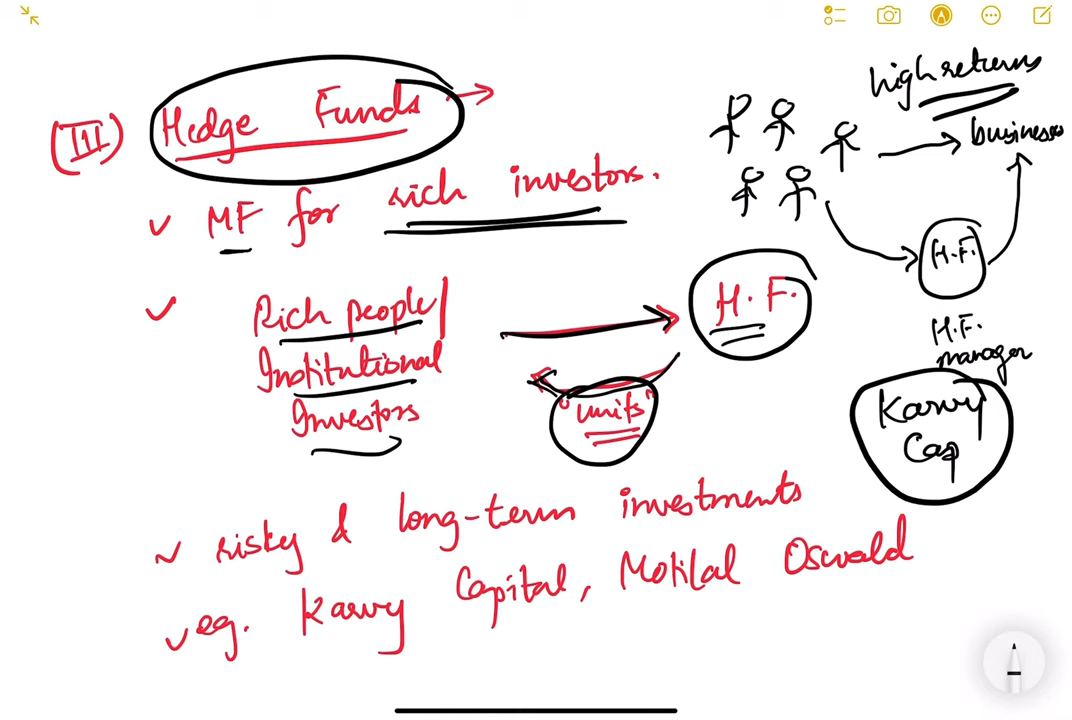 high returns
(III) Hedge Funds
business
MF for rich investors.
H.F.
Rich people/
Institutional
Investors
H.F.
"units"
H.F.
manager
Karvy
Cap
risky & long-term investments
eg. Karvy Capital, Motilal Oswald